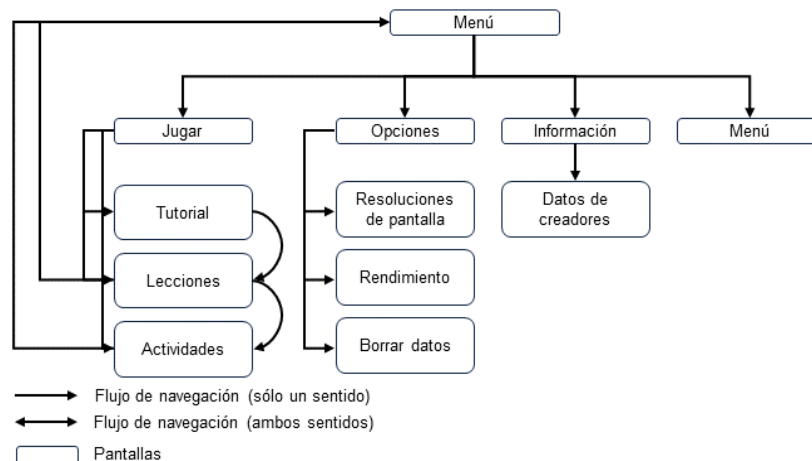 Menú
Jugar
Opciones
Información
Menú
Tutorial
Resoluciones
de pantalla
Datos de
creadores
Lecciones
Rendimiento
Actividades
Borrar datos
Flujo de navegación (sólo un sentido)
Flujo de navegación (ambos sentidos)
Pantallas